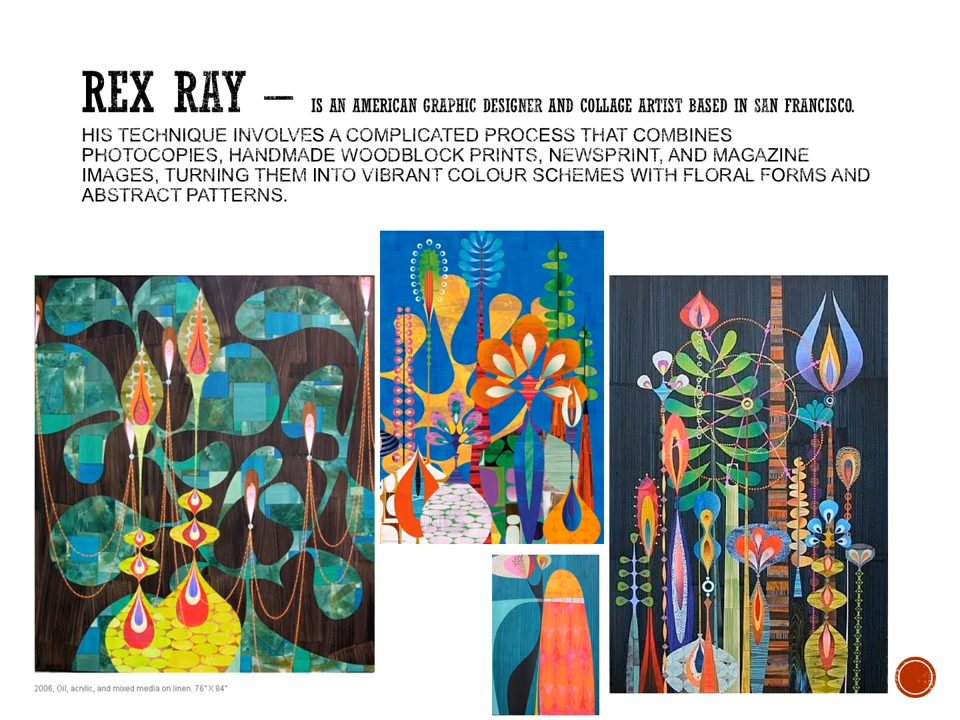 REX RAY – IS AN AMERICAN GRAPHIC DESIGNER AND COLLAGE ARTIST BASED IN SAN FRANCISCO.
HIS TECHNIQUE INVOLVES A COMPLICATED PROCESS THAT COMBINES
PHOTOCOPIES, HANDMADE WOODBLOCK PRINTS, NEWSPRINT, AND MAGAZINE
IMAGES, TURNING THEM INTO VIBRANT COLOUR SCHEMES WITH FLORAL FORMS AND
ABSTRACT PATTERNS.
2006, Oil, acrylic, and mixed media on linen. 76" X 84"